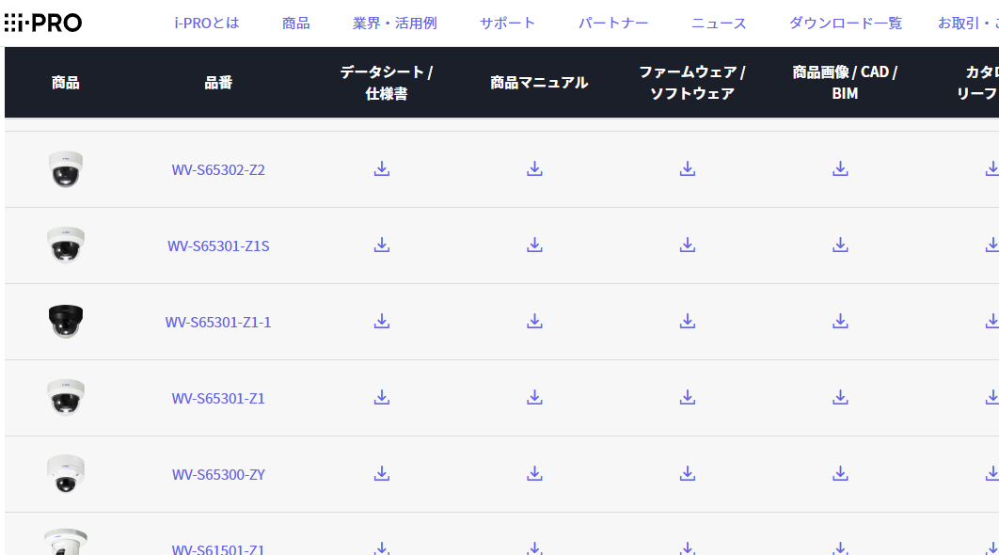 i-PRO
i-PROとは 商品 業界・活用例 サポート パートナー ニュース ダウンロード一覧 お取引・
商品 品番 データシート / 仕様書 商品マニュアル ファームウェア / ソフトウェア 商品画像 / CAD / BIM カタ リーフ
WV-S65302-Z2
WV-S65301-Z1S
WV-S65301-Z1-1
WV-S65301-Z1
WV-S65300-ZY
WV-S61501-Z1